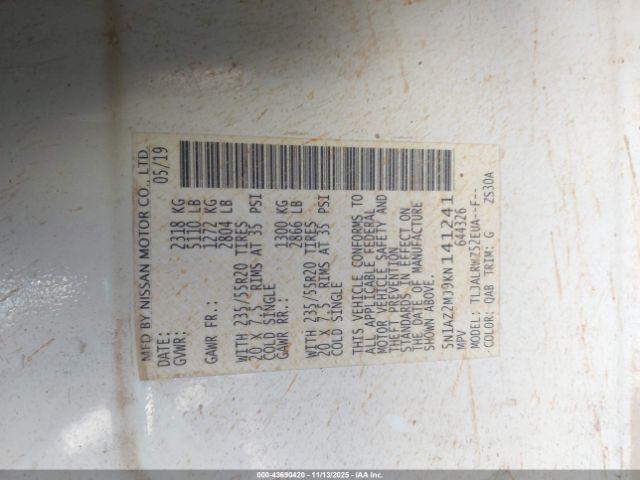 MFD BY NISSAN MOTOR CO., LTD.
DATE: 05/19
GVWR: 2318 KG
5110 LB
GAWR FR.: 1272 KG
2804 LB
WITH 235/55R20 TIRES
20 X 7.5 RIMS AT 35 PSI
COLD SINGLE
GAWR RR.: 1300 KG
2866 LB
WITH 235/55R20 TIRES
20 X 7.5 RIMS AT 35 PSI
COLD SINGLE
THIS VEHICLE CONFORMS TO
ALL APPLICABLE FEDERAL
MOTOR VEHICLE SAFETY AND
THEFT PREVENTION
STANDARDS IN EFFECT ON
THE DATE OF MANUFACTURE
SHOWN ABOVE.
5N1AZ2MJ9KN141241
MPV 644326
MODEL: TLJALRWZ52EUA--F--
COLOR: QAB TRIM: G ZS30A
000-43690420 - 11/13/2025 - IAAI, Inc.